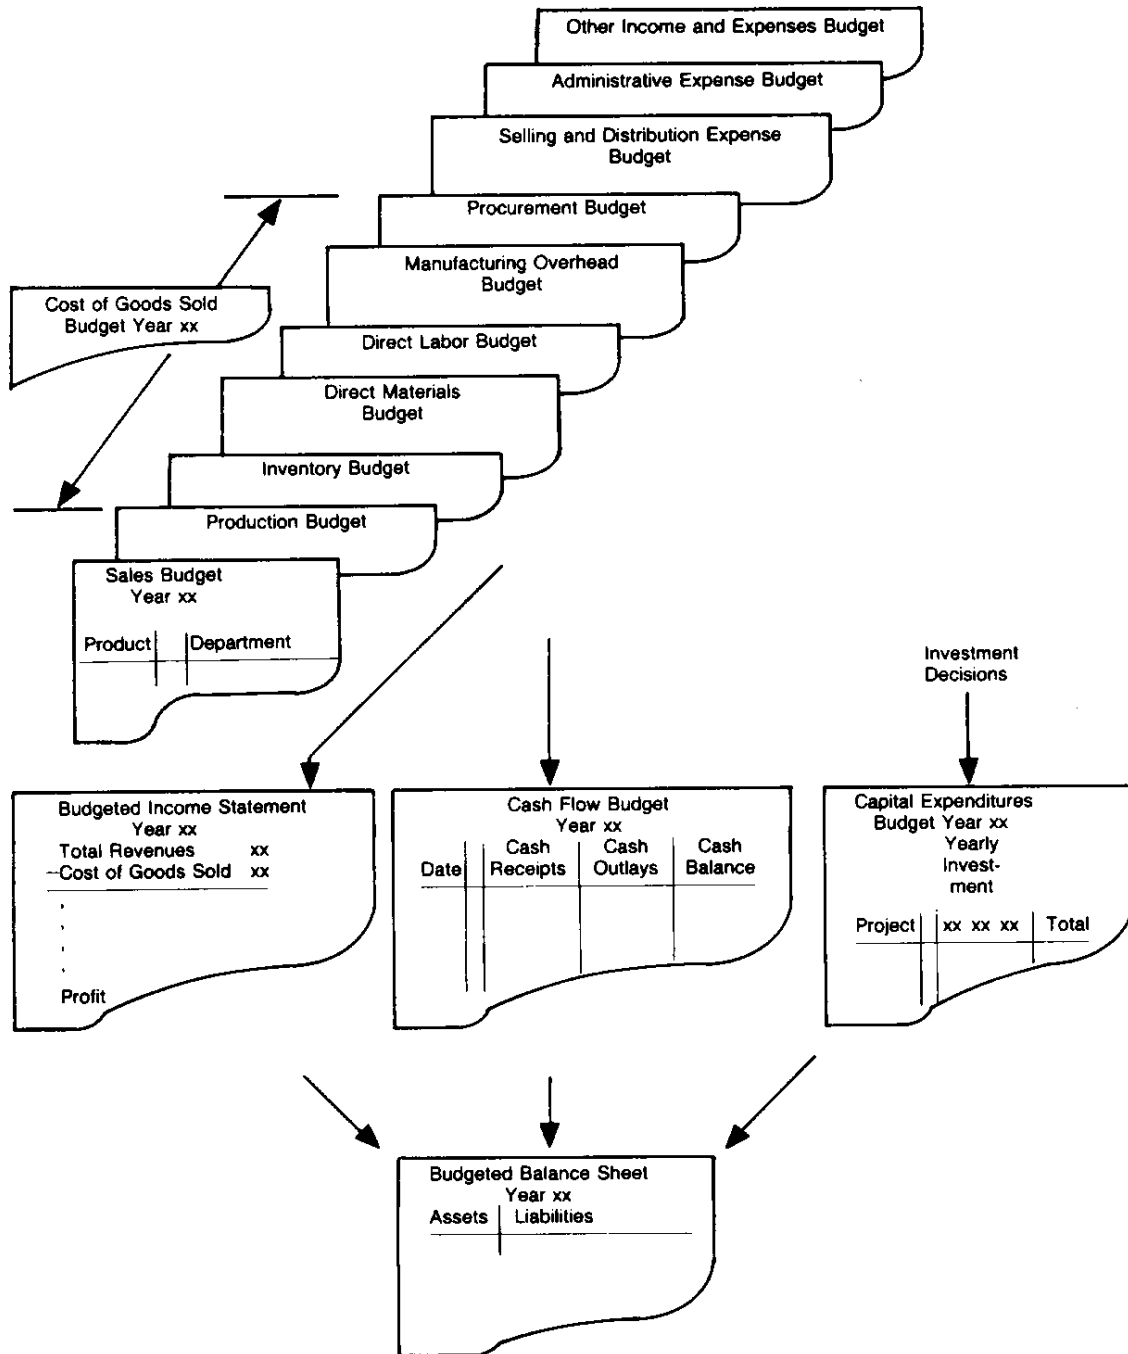 Other Income and Expenses Budget
Administrative Expense Budget
Selling and Distribution Expense
Budget
Procurement Budget
Manufacturing Overhead
Budget
Cost of Goods Sold
Budget Year xx
Direct Labor Budget
Direct Materials
Budget
Inventory Budget
Production Budget
Sales Budget
Year xx
Product Department
Investment
Decisions
Budgeted Income Statement
Year xx
Total Revenues xx
—Cost of Goods Sold xx
Profit
Cash Flow Budget
Year xx
Date Cash Receipts Cash Outlays Cash Balance
Capital Expenditures
Budget Year xx
Yearly
Invest-
ment
Project xx xx xx Total
Budgeted Balance Sheet
Year xx
Assets Liabilities